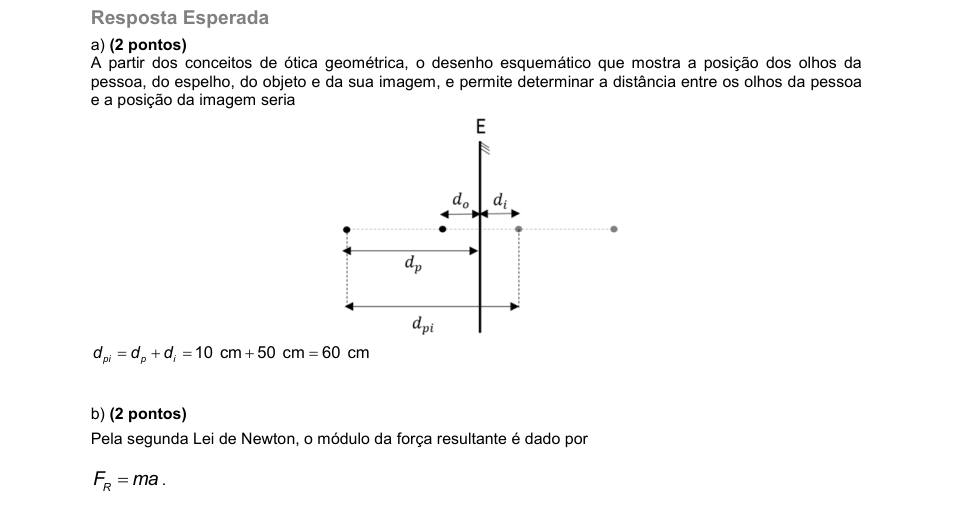 Resposta Esperada
a) (2 pontos)
A partir dos conceitos de ótica geométrica, o desenho esquemático que mostra a posição dos olhos da
pessoa, do espelho, do objeto e da sua imagem, e permite determinar a distância entre os olhos da pessoa
e a posição da imagem seria
E
d_o d_i
d_p
d_pi
d_pi = d_p + d_i = 10 cm + 50 cm = 60 cm
b) (2 pontos)
Pela segunda Lei de Newton, o módulo da força resultante é dado por
F_R = ma .